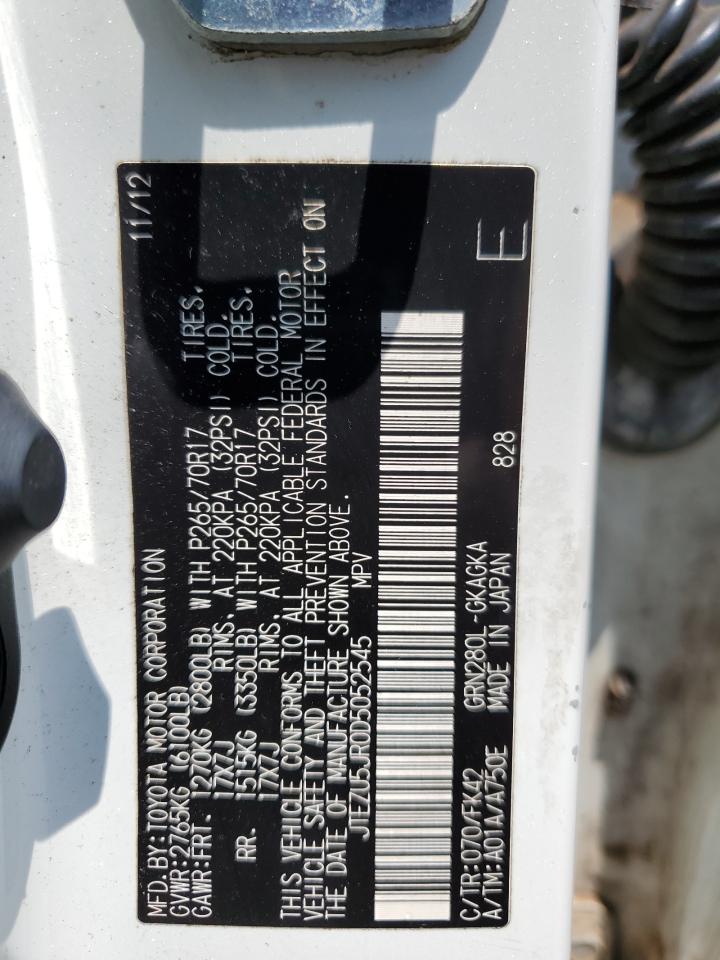 MFD. BY: TOYOTA MOTOR CORPORATION 11/12
GVWR: 2765KG (6100LB)
GAWR: FRT. 1270KG (2800LB) WITH P265/70R17 TIRES,
17X7J RIMS, AT 220KPA (32PSI) COLD.
RR. 1515KG (3350LB) WITH P265/70R17 TIRES,
17X7J RIMS, AT 220KPA (32PSI) COLD.
THIS VEHICLE CONFORMS TO ALL APPLICABLE FEDERAL MOTOR
VEHICLE SAFETY AND THEFT PREVENTION STANDARDS IN EFFECT ON
THE DATE OF MANUFACTURE SHOWN ABOVE.
JTEZU5JR0D5052545 MPV
C/TR: 070/FK42 GRN280L-GKAGKA
A/TM: A01A/A750E MADE IN JAPAN 828 E